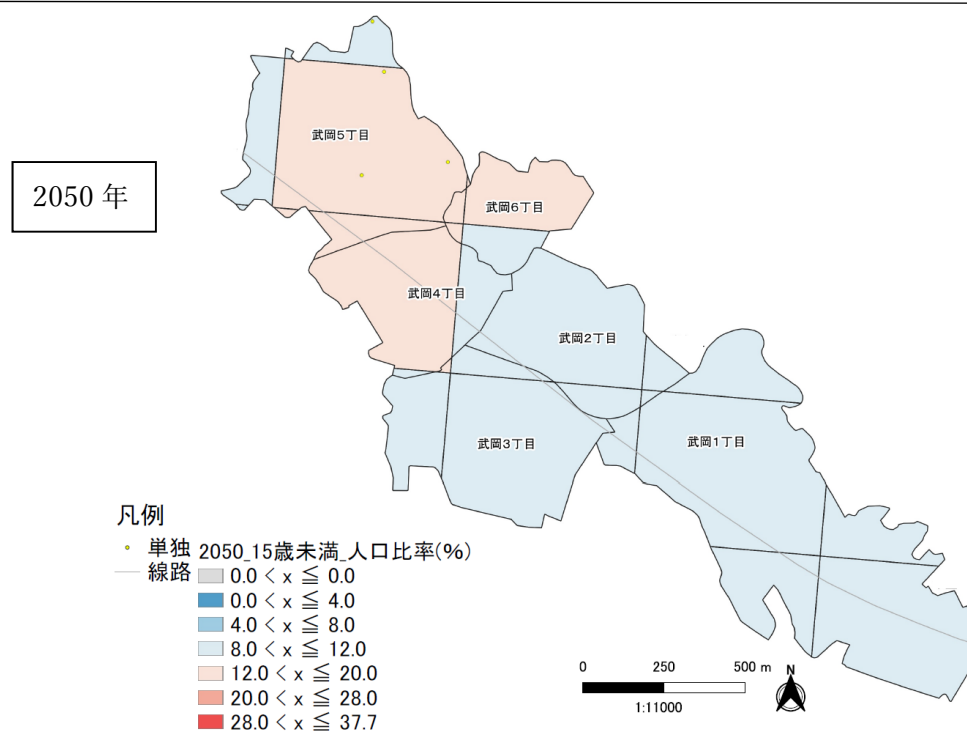 武岡5丁目
2050 年
武岡6丁目
武岡4丁目
武岡2丁目
武岡3丁目
武岡1丁目
凡例
単独 2050_15歳未満_人口比率(%)
線路
0.0 < x ≦ 0.0
0.0 < x ≦ 4.0
4.0 < x ≦ 8.0
8.0 < x ≦ 12.0
12.0 < x ≦ 20.0
20.0 < x ≦ 28.0
28.0 < x ≦ 37.7
0 250 500 m
N
1:11000